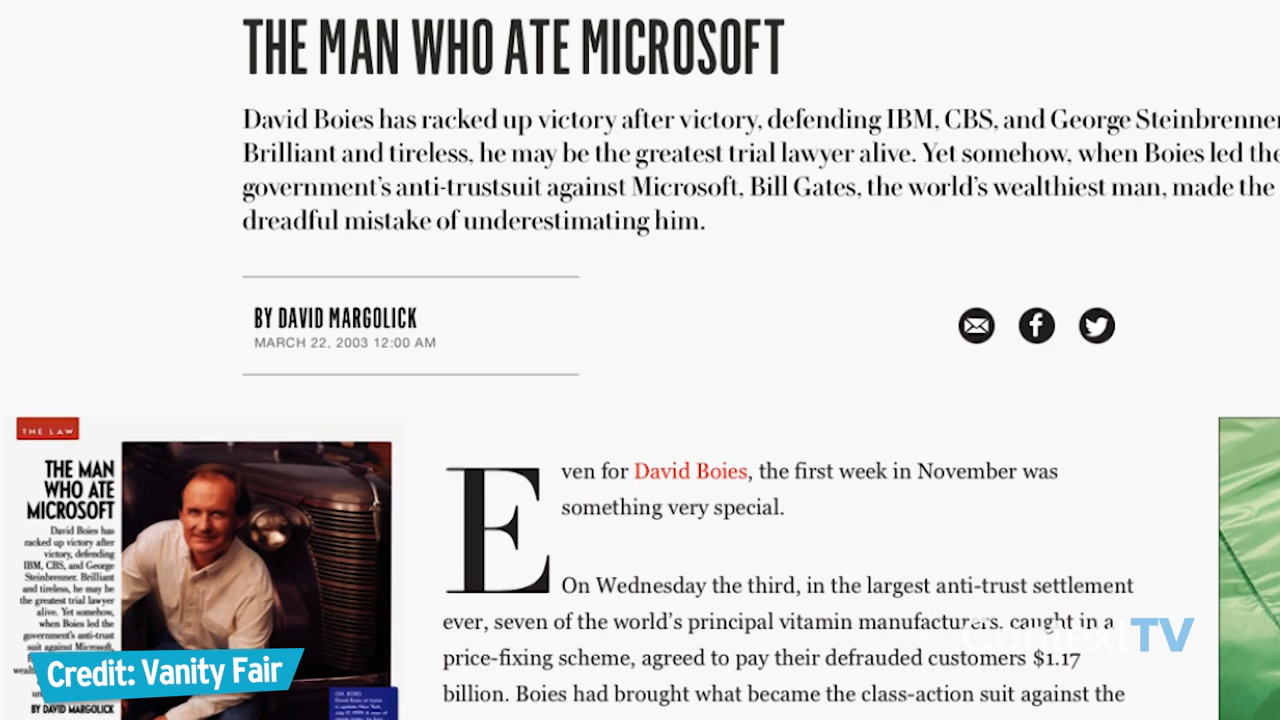 THE MAN WHO ATE MICROSOFT
David Boies has racked up victory after victory, defending IBM, CBS, and George Steinbrenner
Brilliant and tireless, he may be the greatest trial lawyer alive. Yet somehow, when Boies led the
government's anti-trustsuit against Microsoft, Bill Gates, the world's wealthiest man, made the
dreadful mistake of underestimating him.
BY DAVID MARGOLICK
MARCH 22, 2003 12:00 AM
THE LAW
THE MAN
WHO ATE
MICROSOFT
David Boies has
racked up victory after
victory, defending
IBM, CBS, and George
Steinbrenner. Brilliant
and tireless, he may be
the greatest trial lawyer
alive. Yet somehow,
when Boies led the
government's anti-trust
suit against Microsoft,
BY DAVID MARGOLICK
Credit: Vanity Fair
Even for David Boies, the first week in November was
something very special.
On Wednesday the third, in the largest anti-trust settlement
ever, seven of the world's principal vitamin manufacturers, caught in a
price-fixing scheme, agreed to pay their defrauded customers $1.17
billion. Boies had brought what became the class-action suit against the
ContextTV